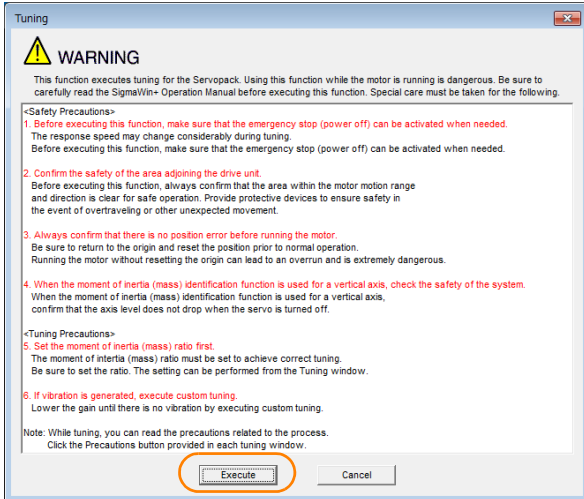 Tuning
WARNING
This function executes tuning for the Servopack. Using this function while the motor is running is dangerous. Be sure to
carefully read the SigmaWin+ Operation Manual before executing this function. Special care must be taken for the following.
<Safety Precautions>
1. Before executing this function, make sure that the emergency stop (power off) can be activated when needed.
The response speed may change considerably during tuning.
Before executing this function, make sure that the emergency stop (power off) can be activated when needed.
2. Confirm the safety of the area adjoining the drive unit.
Before executing this function, always confirm that the area within the motor motion range
and direction is clear for safe operation. Provide protective devices to ensure safety in
the event of overtraveling or other unexpected movement.
3. Always confirm that there is no position error before running the motor.
Be sure to return to the origin and reset the position prior to normal operation.
Running the motor without resetting the origin can lead to an overrun and is extremely dangerous.
4. When the moment of inertia (mass) identification function is used for a vertical axis, check the safety of the system.
When the moment of inertia (mass) identification function is used for a vertical axis,
confirm that the axis level does not drop when the servo is turned off.
<Tuning Precautions>
5. Set the moment of inertia (mass) ratio first.
The moment of intertia (mass) ratio must be set to achieve correct tuning.
Be sure to set the ratio. The setting can be performed from the Tuning window.
6. If vibration is generated, execute custom tuning.
Lower the gain until there is no vibration by executing custom tuning.
Note: While tuning, you can read the precautions related to the process.
Click the Precautions button provided in each tuning window.
Execute
Cancel